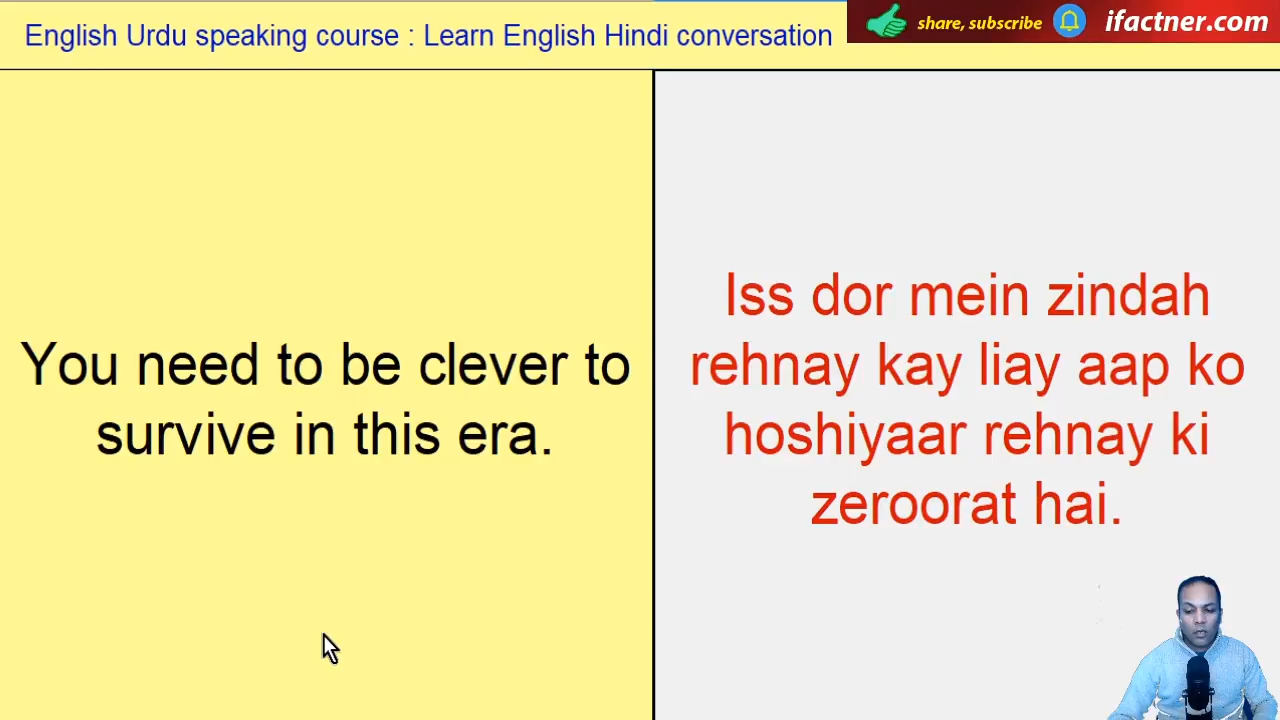 English Urdu speaking course : Learn English Hindi conversation
share, subscribe
ifactner.com
You need to be clever to
survive in this era.
Iss dor mein zindah
rehnay kay liay aap ko
hoshiyaar rehnay ki
zeroorat hai.